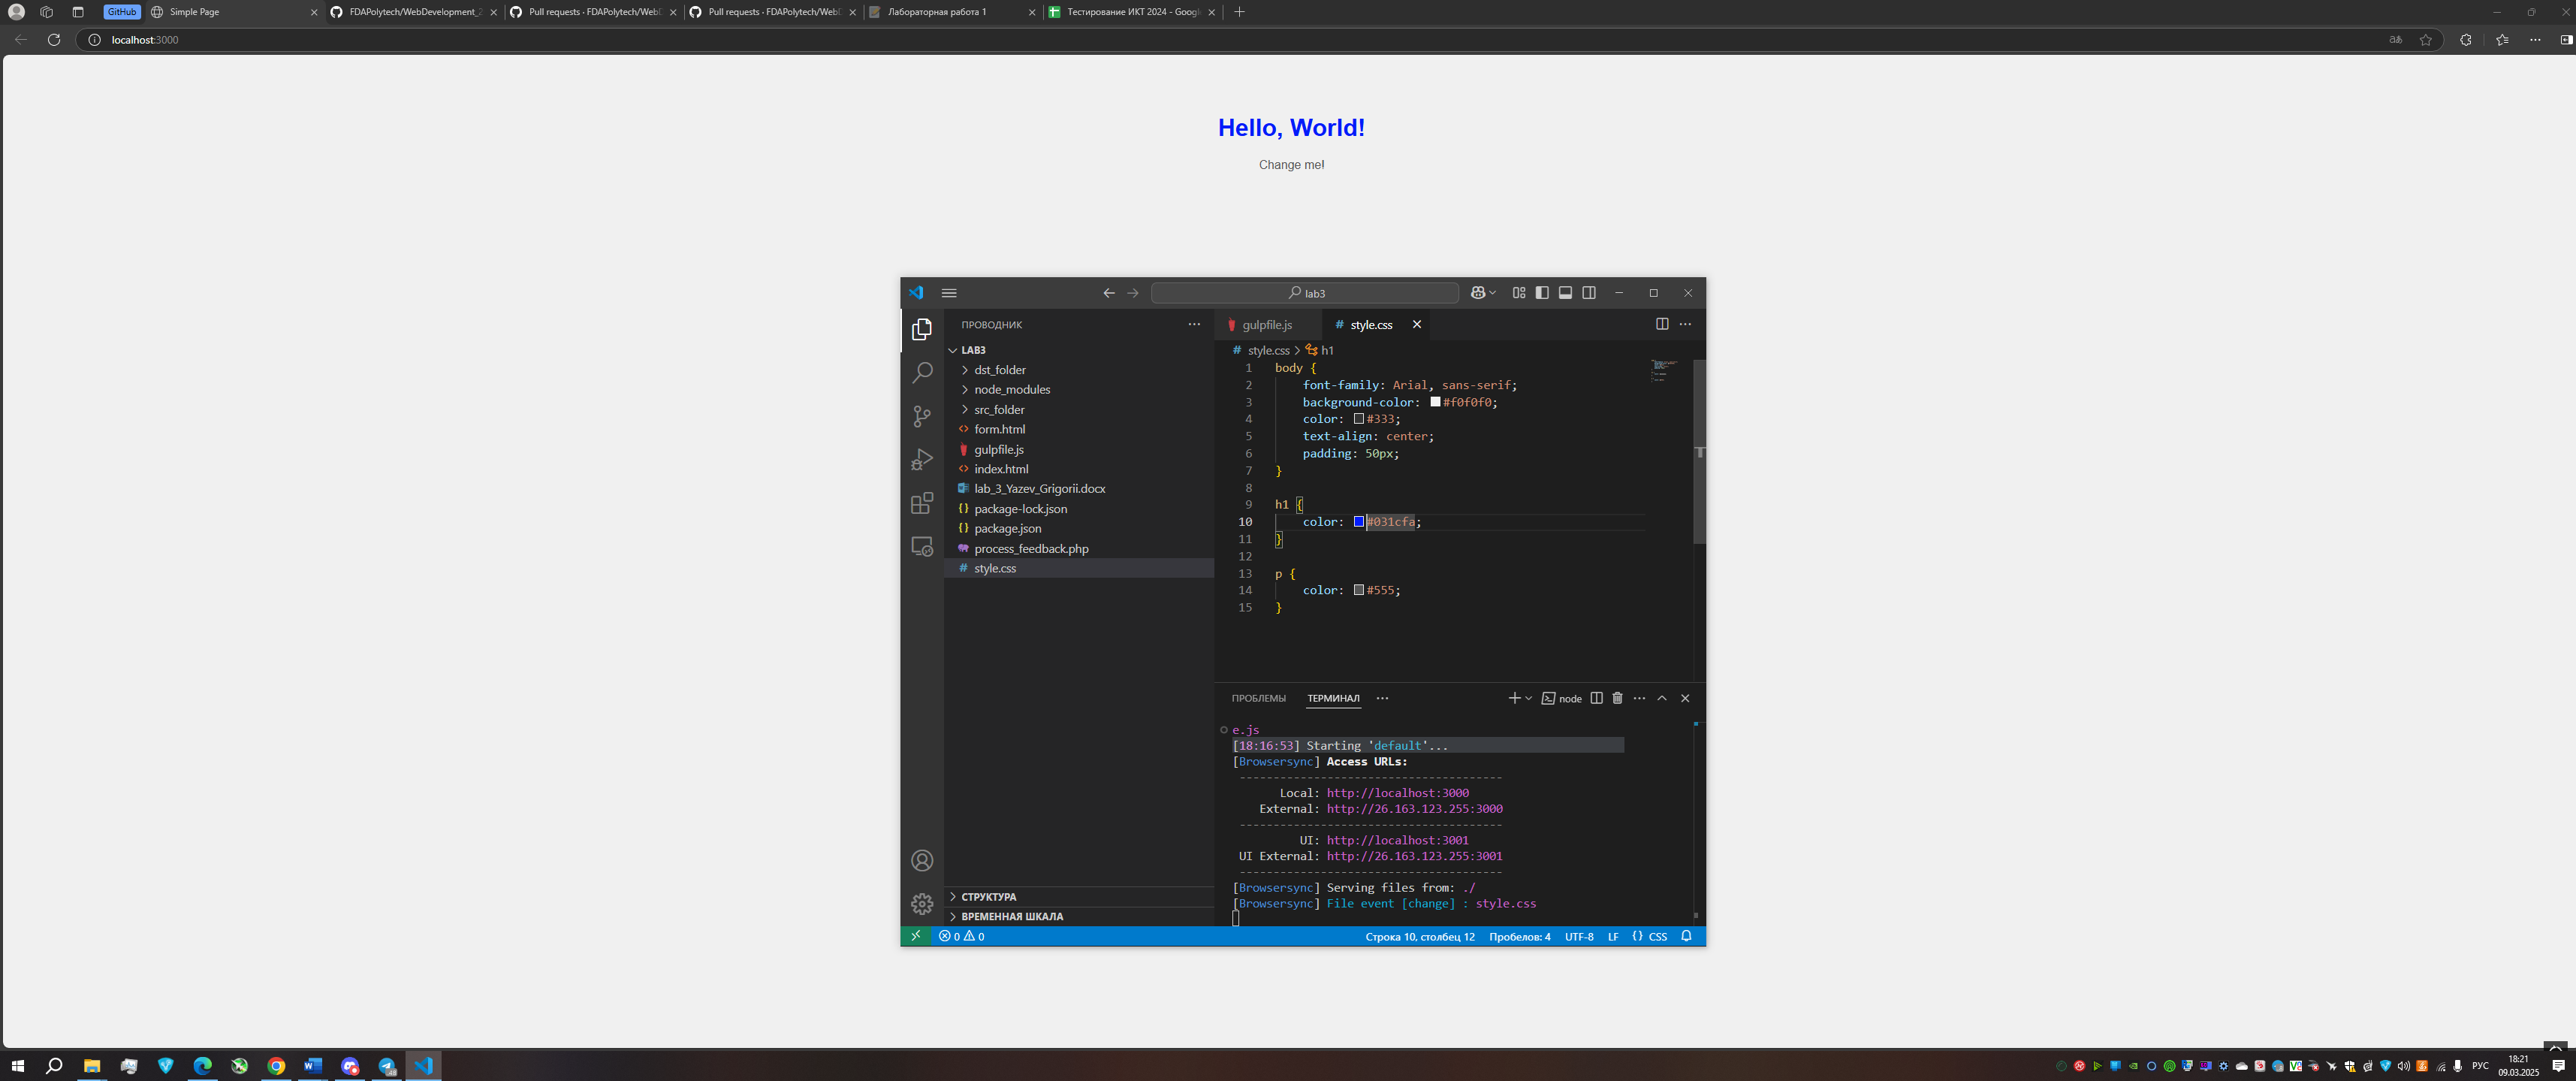 GitHub
Simple Page
FDAPolytech/WebDevelopment_2
Pull requests · FDAPolytech/WebD
Pull requests · FDAPolytech/WebD
Лабораторная работа 1
Тестирование ИКТ 2024 - Google
localhost:3000
Hello, World!
Change me!
lab3
ПРОВОДНИК
gulpfile.js
style.css
LAB3
style.css > h1
dst_folder
node_modules
src_folder
form.html
gulpfile.js
index.html
lab_3_Yazev_Grigorii.docx
package-lock.json
package.json
process_feedback.php
style.css
1 body {
2 font-family: Arial, sans-serif;
3 background-color: #f0f0f0;
4 color: #333;
5 text-align: center;
6 padding: 50px;
7 }
8
9 h1 {
10 color: #031cfa;
11 }
12
13 p {
14 color: #555;
15 }
ПРОБЛЕМЫ
ТЕРМИНАЛ
node
e.js
[18:16:53] Starting 'default'...
[Browsersync] Access URLs:
---------------------------------------
Local: http://localhost:3000
External: http://26.163.123.255:3000
---------------------------------------
UI: http://localhost:3001
UI External: http://26.163.123.255:3001
---------------------------------------
[Browsersync] Serving files from: ./
[Browsersync] File event [change] : style.css
СТРУКТУРА
ВРЕМЕННАЯ ШКАЛА
0 0
Строка 10, столбец 12
Пробелов: 4
UTF-8
LF
{ } CSS
РУС
18:21
09.03.2025